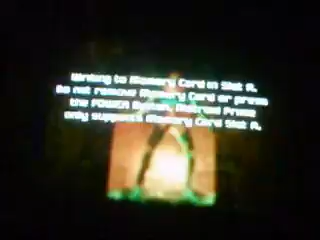 Writing to Memory Card in Slot A.
Do not remove Memory Card or press
the POWER Button. Metroid Prime
only supports Memory Card Slot A.